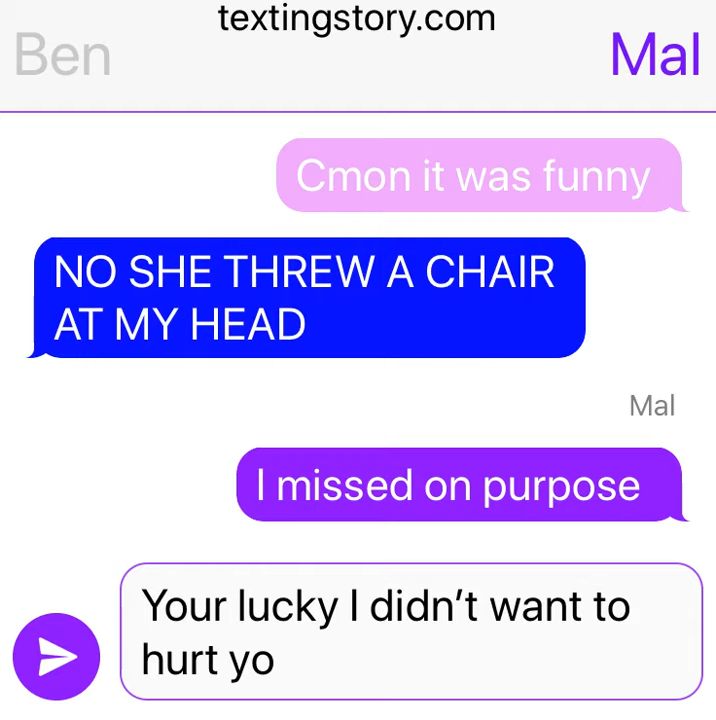 textingstory.com
Ben
Mal
Cmon it was funny
NO SHE THREW A CHAIR
AT MY HEAD
Mal
I missed on purpose
Your lucky I didn’t want to
hurt yo